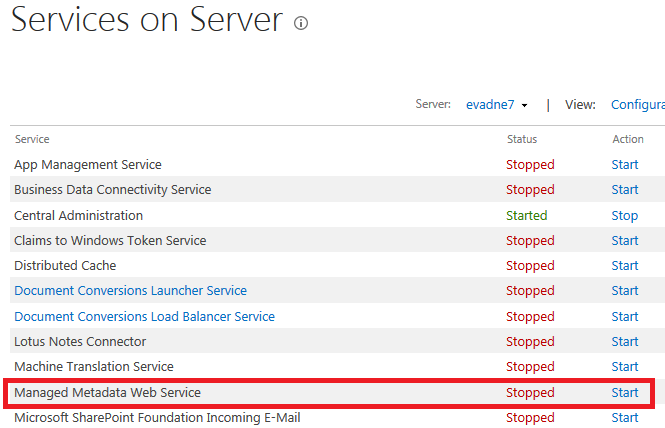 Services on Server
Server: evadne7 | View: Configura
Service Status Action
App Management Service Stopped Start
Business Data Connectivity Service Stopped Start
Central Administration Started Stop
Claims to Windows Token Service Stopped Start
Distributed Cache Stopped Start
Document Conversions Launcher Service Stopped Start
Document Conversions Load Balancer Service Stopped Start
Lotus Notes Connector Stopped Start
Machine Translation Service Stopped Start
Managed Metadata Web Service Stopped Start
Microsoft SharePoint Foundation Incoming E-Mail Stopped Start